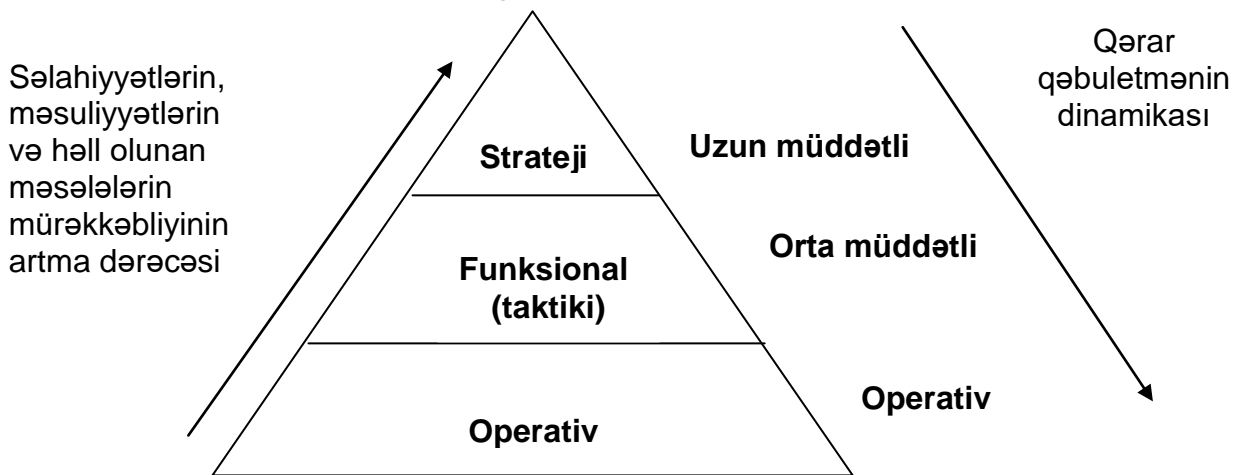 Səlahiyyətlərin,
məsuliyyətlərin
və həll olunan
məsələlərin
mürəkkəbliyinin
artma dərəcəsi
Strateji
Funksional
(taktiki)
Operativ
Uzun müddətli
Orta müddətli
Operativ
Qərar
qəbuletmənin
dinamikası